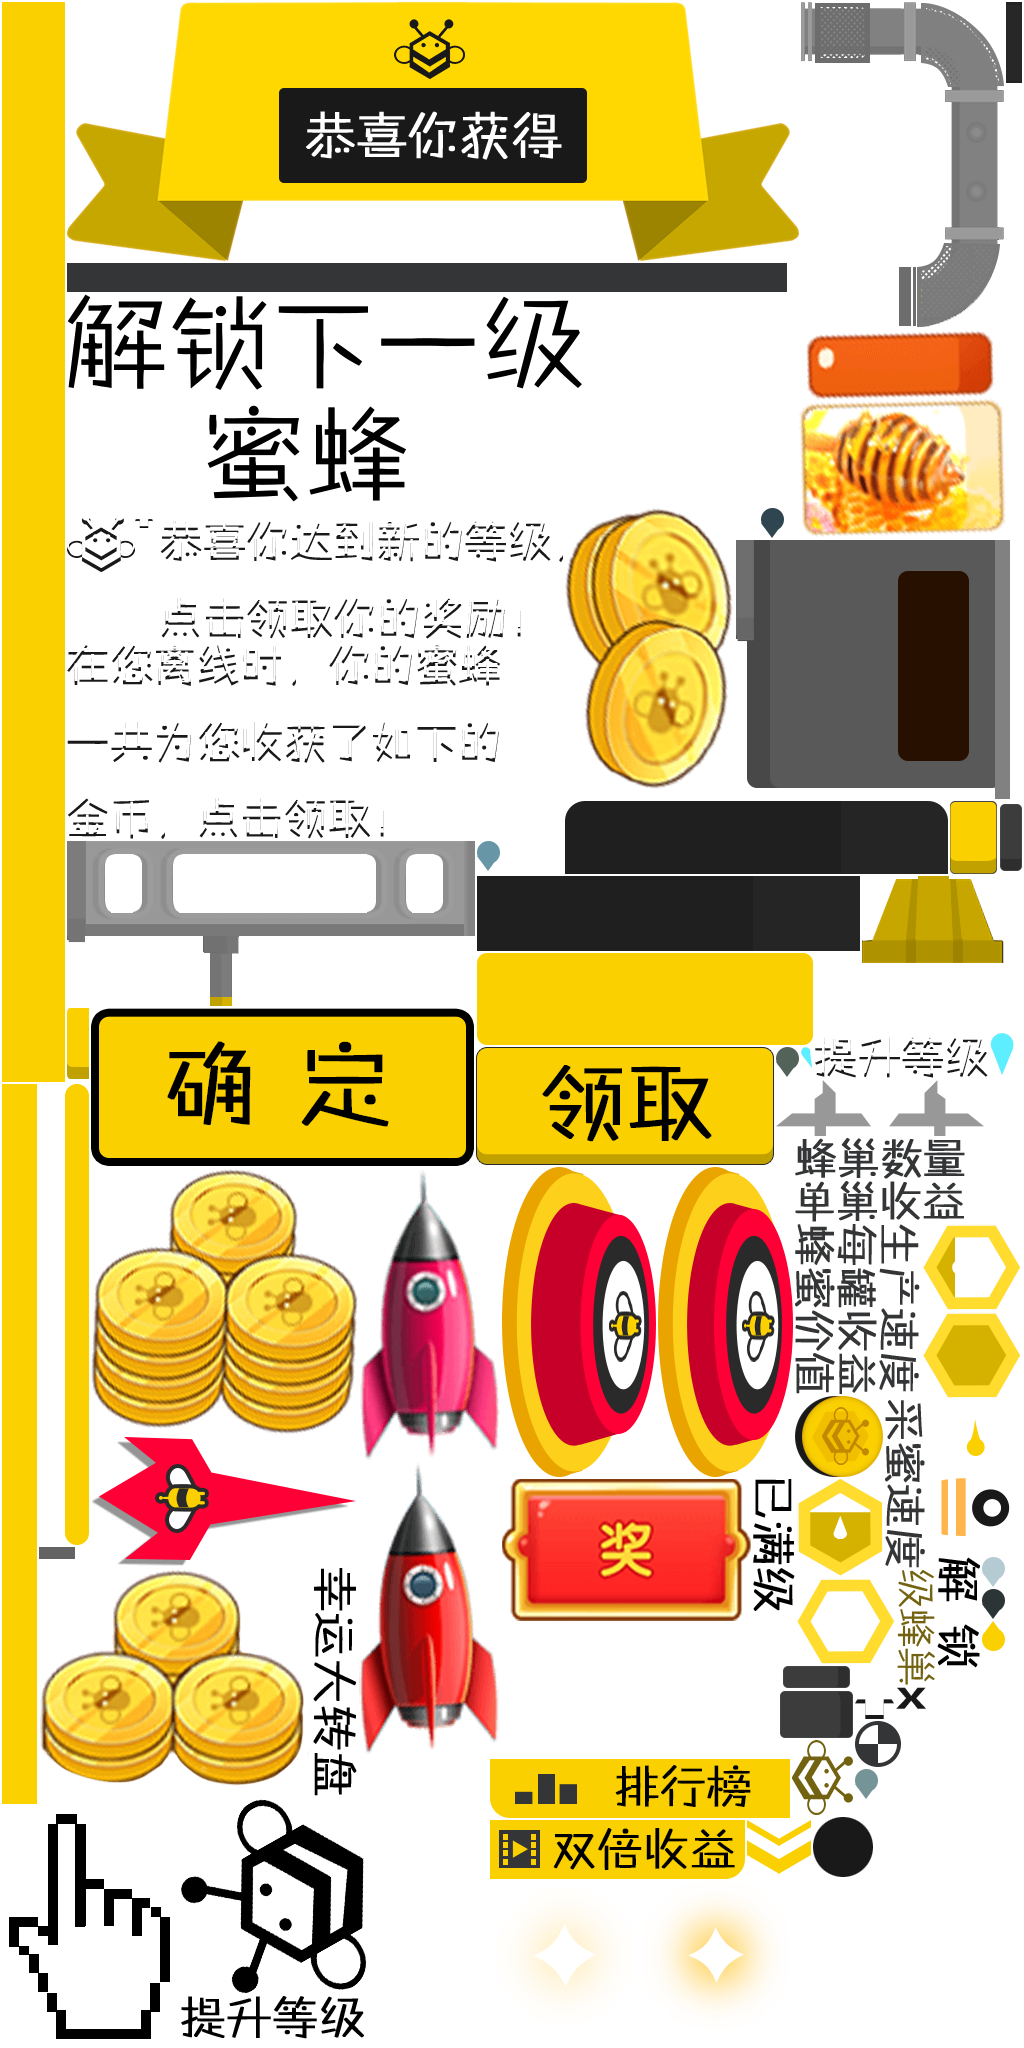 恭喜你获得
解锁下一级
蜜蜂
恭喜你达到新的等级，
点击领取你的奖励！
在您离线时，你的蜜蜂
一共为您收获了如下的
金币，点击领取！
确 定
领取
提升等级
蜂巢数量
单巢收益
生产速度
每罐收益
蜂蜜价值
采蜜速度
已满级
奖
解 锁
级蜂巢
幸运大转盘
排行榜
双倍收益
提升等级